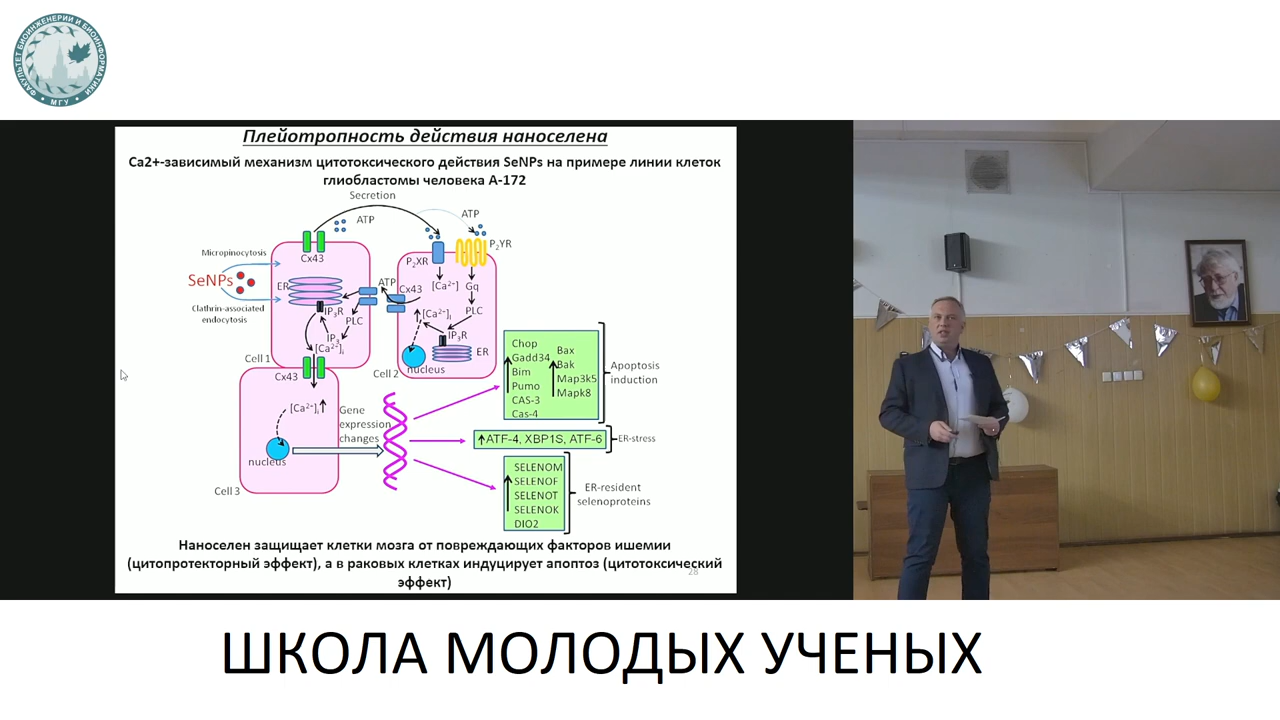 ФАКУЛЬТЕТ БИОИНЖЕНЕРИИ И БИОИНФОРМАТИКИ
МГУ
Плейотропность действия наноселена
Ca2+-зависимый механизм цитотоксического действия SeNPs на примере линии клеток
глиобластомы человека А-172
Secretion
ATP
ATP
Cx43
P2XR
P2YR
Micropinocytosis
SeNPs
Clathrin-associated
endocytosis
ER
IP3R
PLC
IP3
[Ca2+]i
Cell 1
ATP
Cx43
[Ca2+]
Gq
[Ca2+]i
PLC
IP3R
ER
nucleus
Cell 2
Cx43
[Ca2+]i
nucleus
Cell 3
Gene
expression
changes
Chop
Gadd34
Bim
Pumo
CAS-3
Cas-4
Bax
Bak
Map3k5
Mapk8
Apoptosis
induction
ATF-4, XBP1S, ATF-6
ER-stress
SELENOM
SELENOF
SELENOT
SELENOK
DIO2
ER-resident
selenoproteins
Наноселен защищает клетки мозга от повреждающих факторов ишемии
(цитопротекторный эффект), а в раковых клетках индуцирует апоптоз (цитотоксический
эффект)
28
ШКОЛА МОЛОДЫХ УЧЕНЫХ